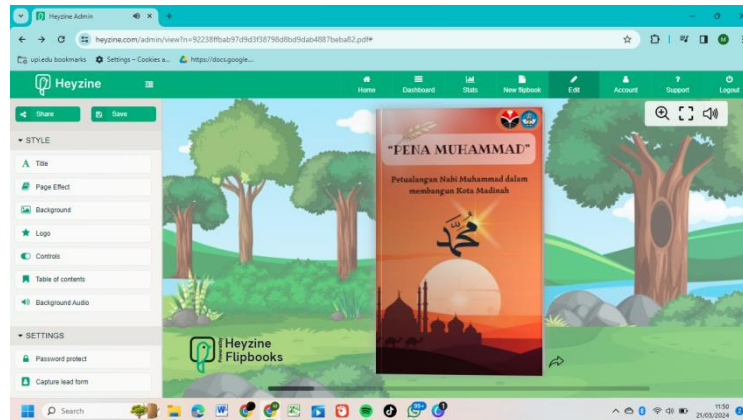 Heyzine Admin
heyzine.com/admin/view?n=92238ffbab97d9d3f38798d8bd9dab4887beba82.pdf#
upi.edu bookmarks Settings – Cookies a... https://docs.google...
Heyzine
Home Dashboard Stats New flipbook Edit Account Support Logout
Share Save
STYLE
Title
Page Effect
Background
Logo
Controls
Table of contents
Background Audio
SETTINGS
Password protect
Capture lead form
"PENA MUHAMMAD"
Petualangan Nabi Muhammad dalam
membangun Kota Madinah
محمد
Powered by
Heyzine
Flipbooks
Search
99+
11:50
21/03/2024